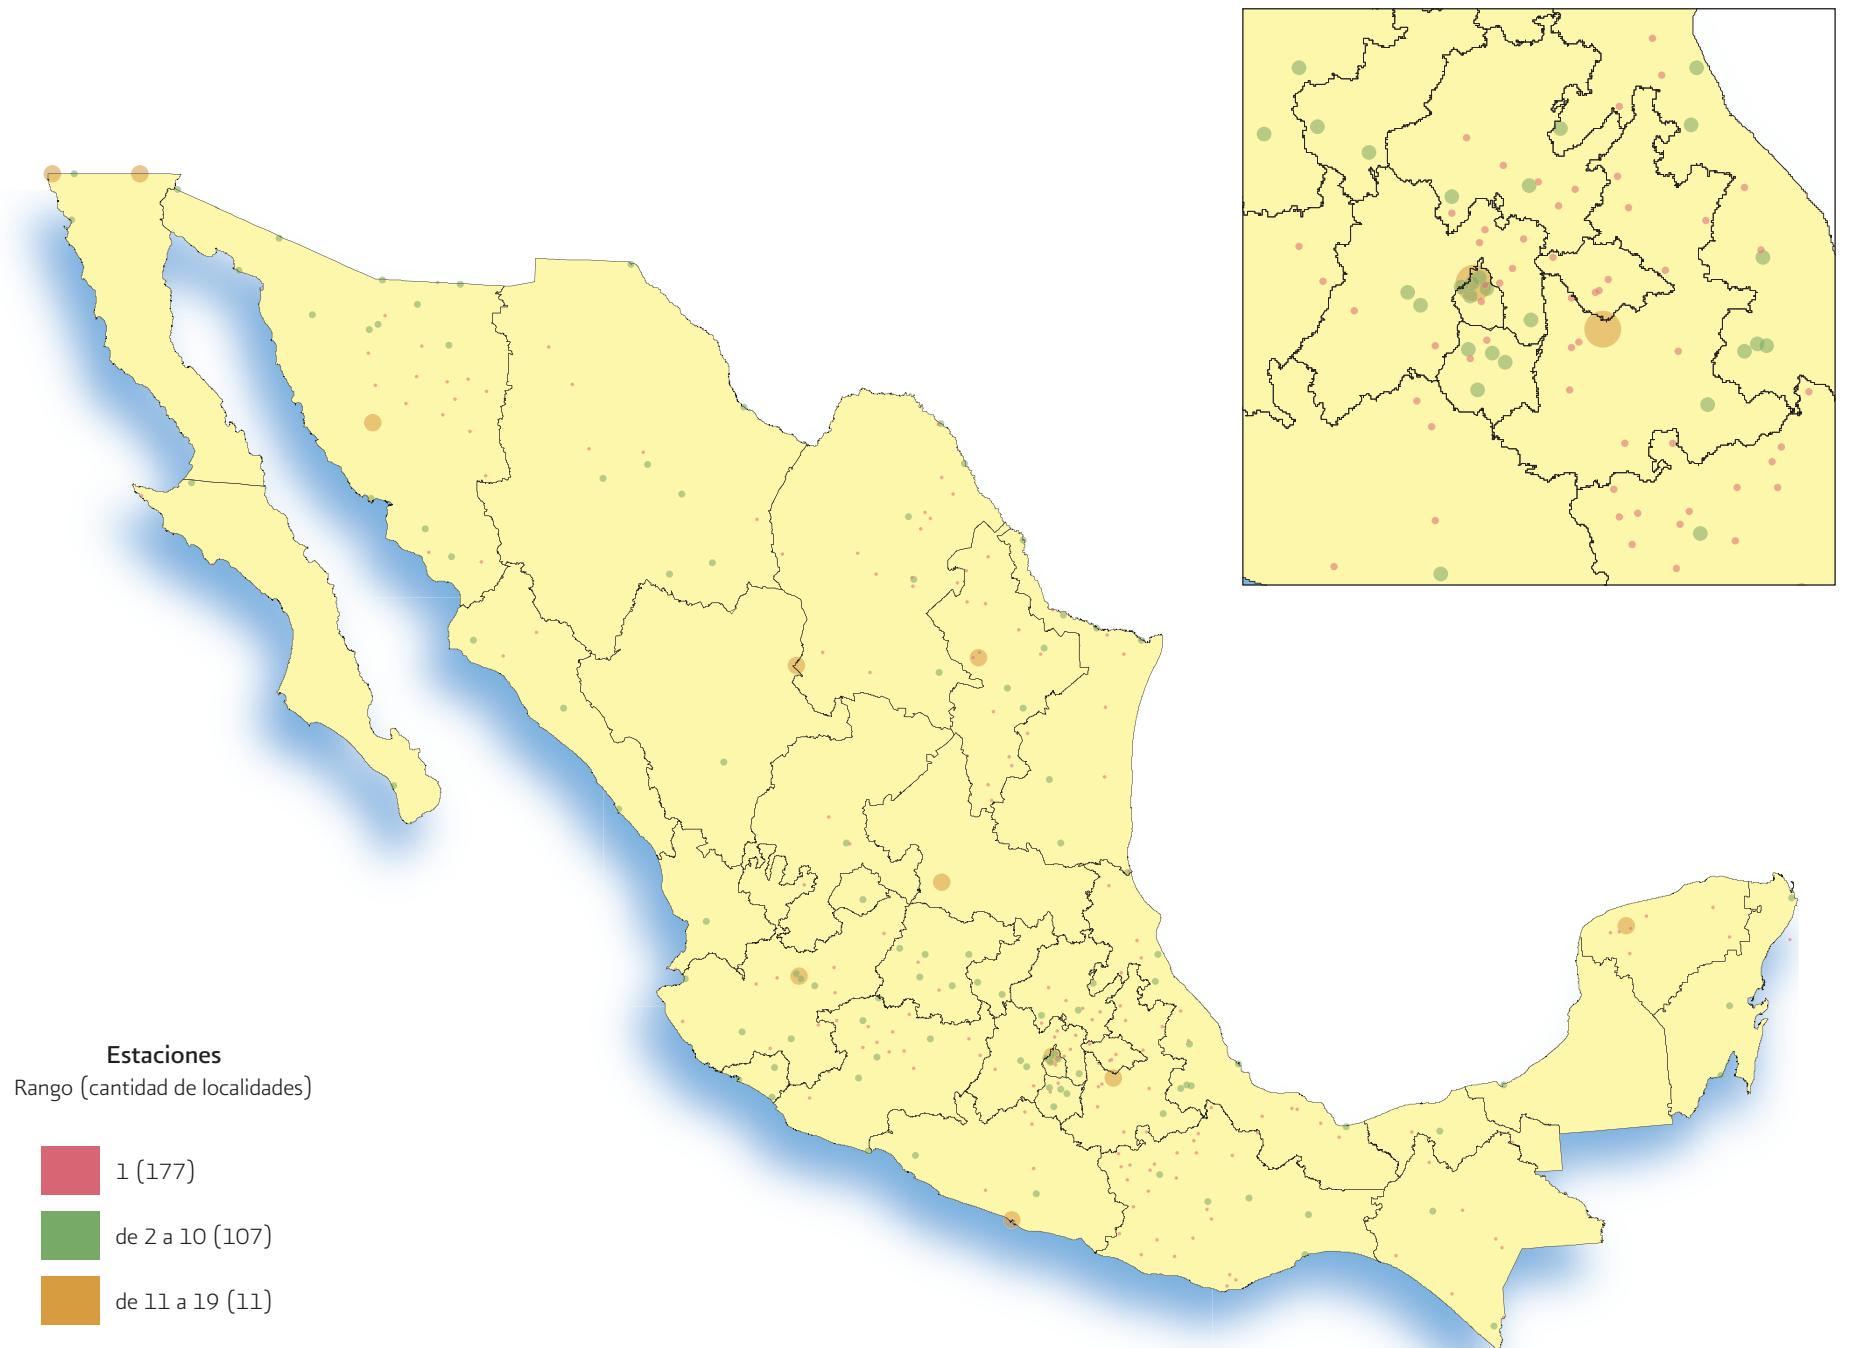 Estaciones
Rango (cantidad de localidades)
1 (177)
de 2 a 10 (107)
de 11 a 19 (11)